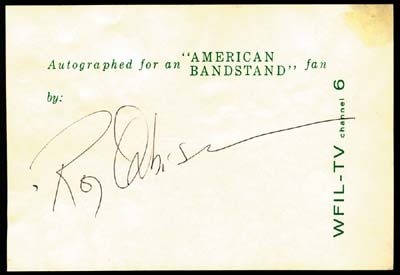 Autographed for an "AMERICAN BANDSTAND" fan
by:
Roy Orbison
WFIL-TV channel 6